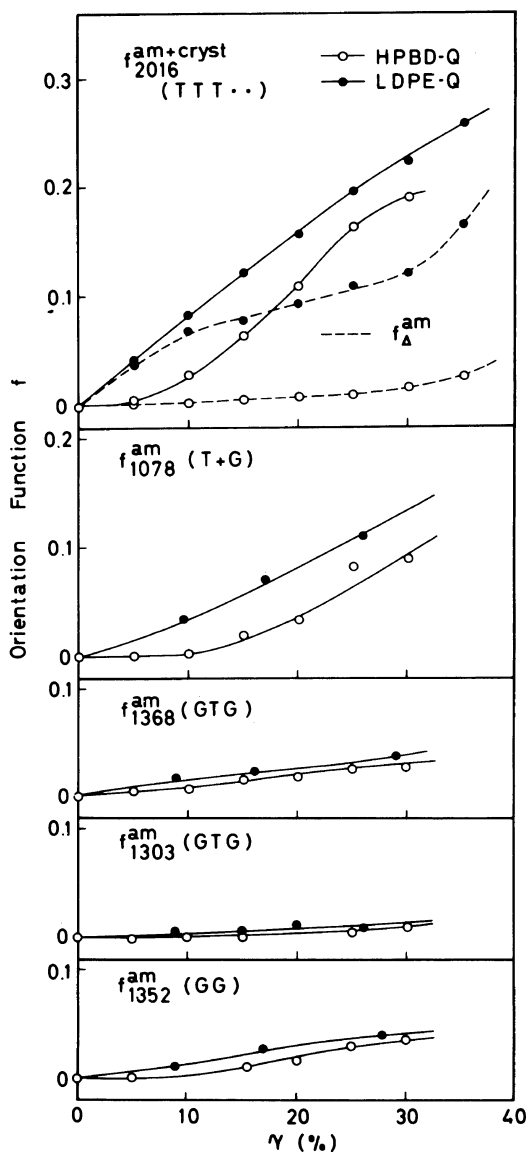 f am+cryst 2016
(TTT··)
HPBD-Q
LDPE-Q
0.3
0.2
0.1
0
f am Δ
0.2
f am 1078 (T+G)
0.1
0
0.1
f am 1368 (GTG)
0
0.1
f am 1303 (GTG)
0
0.1
f am 1352 (GG)
0
0 10 20 30 40
γ (%)
Orientation Function f